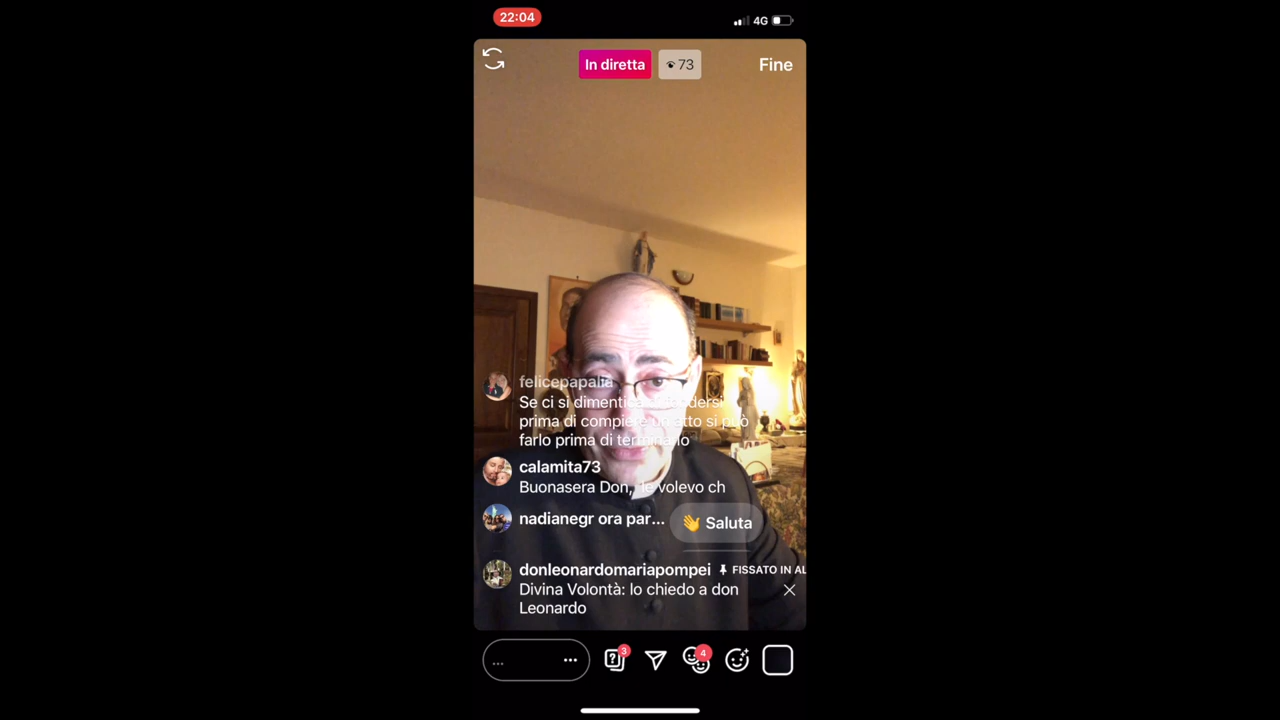 22:04
4G
In diretta
73
Fine
felicepapalia
Se ci si dimentica
prima di compiere un atto si può
farlo prima di terminarlo
calamita73
Buonasera Don, le volevo ch
nadianegr ora par...
👋 Saluta
donleonardomariapompei
FISSATO IN AL
Divina Volontà: lo chiedo a don
Leonardo
...
3
4